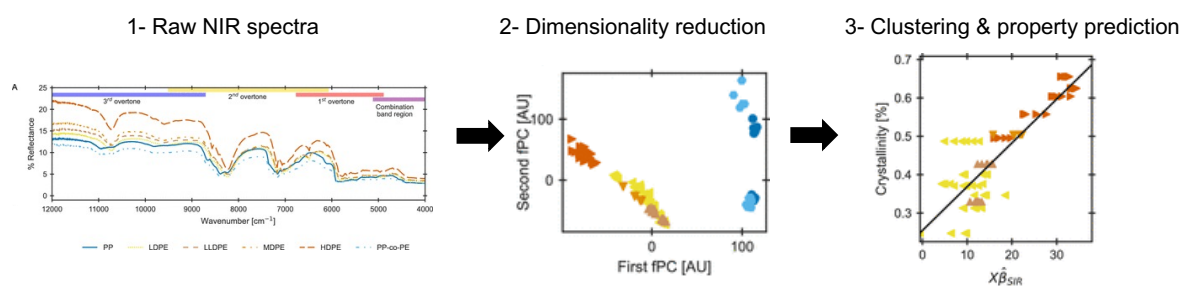 1- Raw NIR spectra
2- Dimensionality reduction
3- Clustering & property prediction
A
25
20
15
10
5
0
% Reflectance
3rd overtone
2nd overtone
1st overtone
Combination
band region
12000
11000
10000
9000
8000
7000
6000
5000
4000
Wavenumber [cm⁻¹]
PP
LDPE
LLDPE
MDPE
HDPE
PP-co-PE
Second fPC [AU]
100
0
0
100
First fPC [AU]
Crystallinity [%]
0.7
0.6
0.5
0.4
0.3
0
10
20
30
Xβ̂SIR